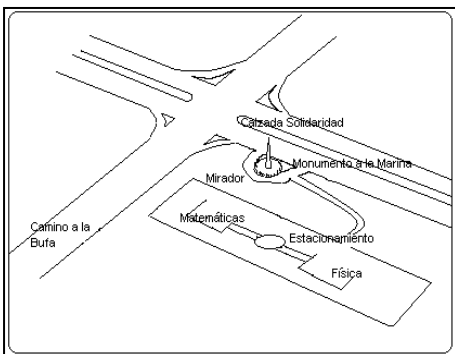 Calzada Solidaridad
Monumento a la Marina
Mirador
Matemáticas
Camino a la
Bufa
Estacionamiento
Física